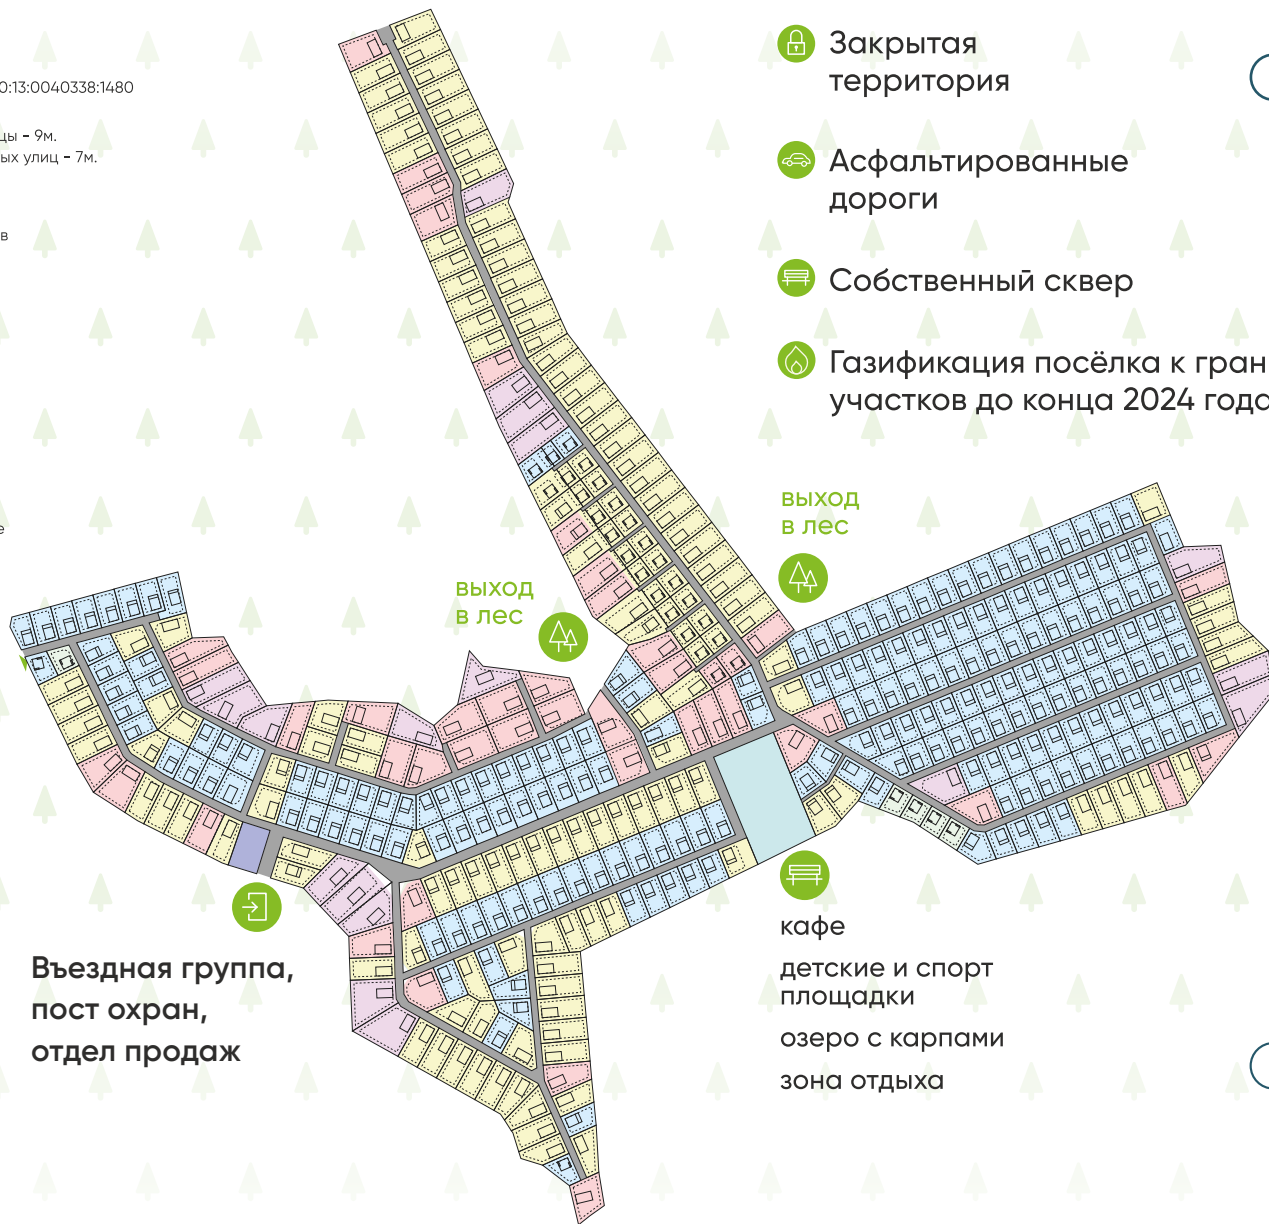 0:13:0040338:1480
цы - 9м.
ых улиц - 7м.
в
е
Закрытая
территория
Асфальтированные
дороги
Собственный сквер
Газификация посёлка к гран
участков до конца 2024 года
выход
в лес
выход
в лес
Въездная группа,
пост охран,
отдел продаж
кафе
детские и спорт
площадки
озеро с карпами
зона отдыха